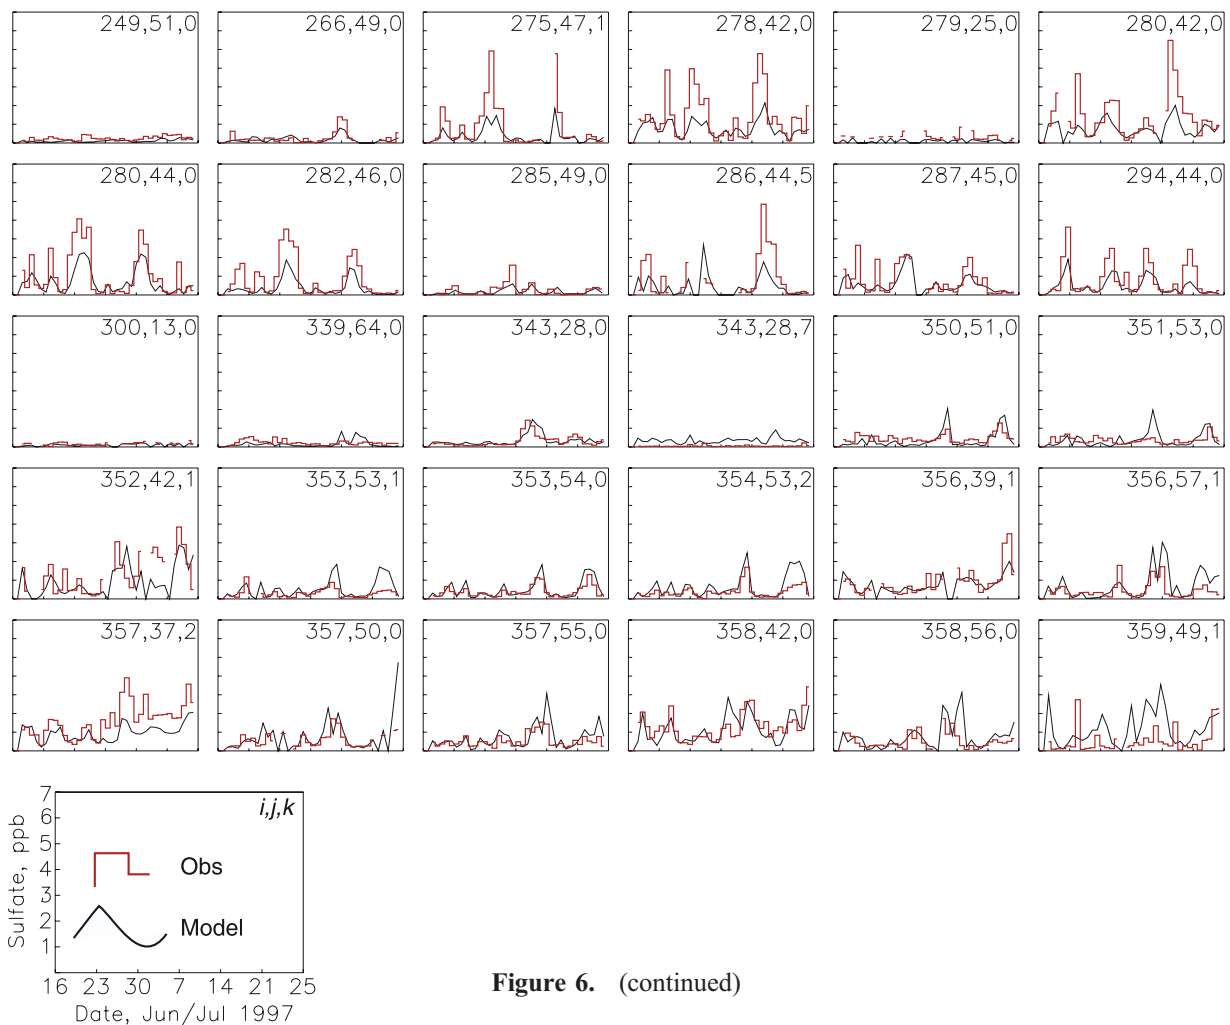 249,51,0 266,49,0 275,47,1 278,42,0 279,25,0 280,42,0
280,44,0 282,46,0 285,49,0 286,44,5 287,45,0 294,44,0
300,13,0 339,64,0 343,28,0 343,28,7 350,51,0 351,53,0
352,42,1 353,53,1 353,54,0 354,53,2 356,39,1 356,57,1
357,37,2 357,50,0 357,55,0 358,42,0 358,56,0 359,49,1
i,j,k
7
6
5
4
3
2
1
Sulfate, ppb
Obs
Model
16 23 30 7 14 21 25
Date, Jun/Jul 1997
Figure 6. (continued)